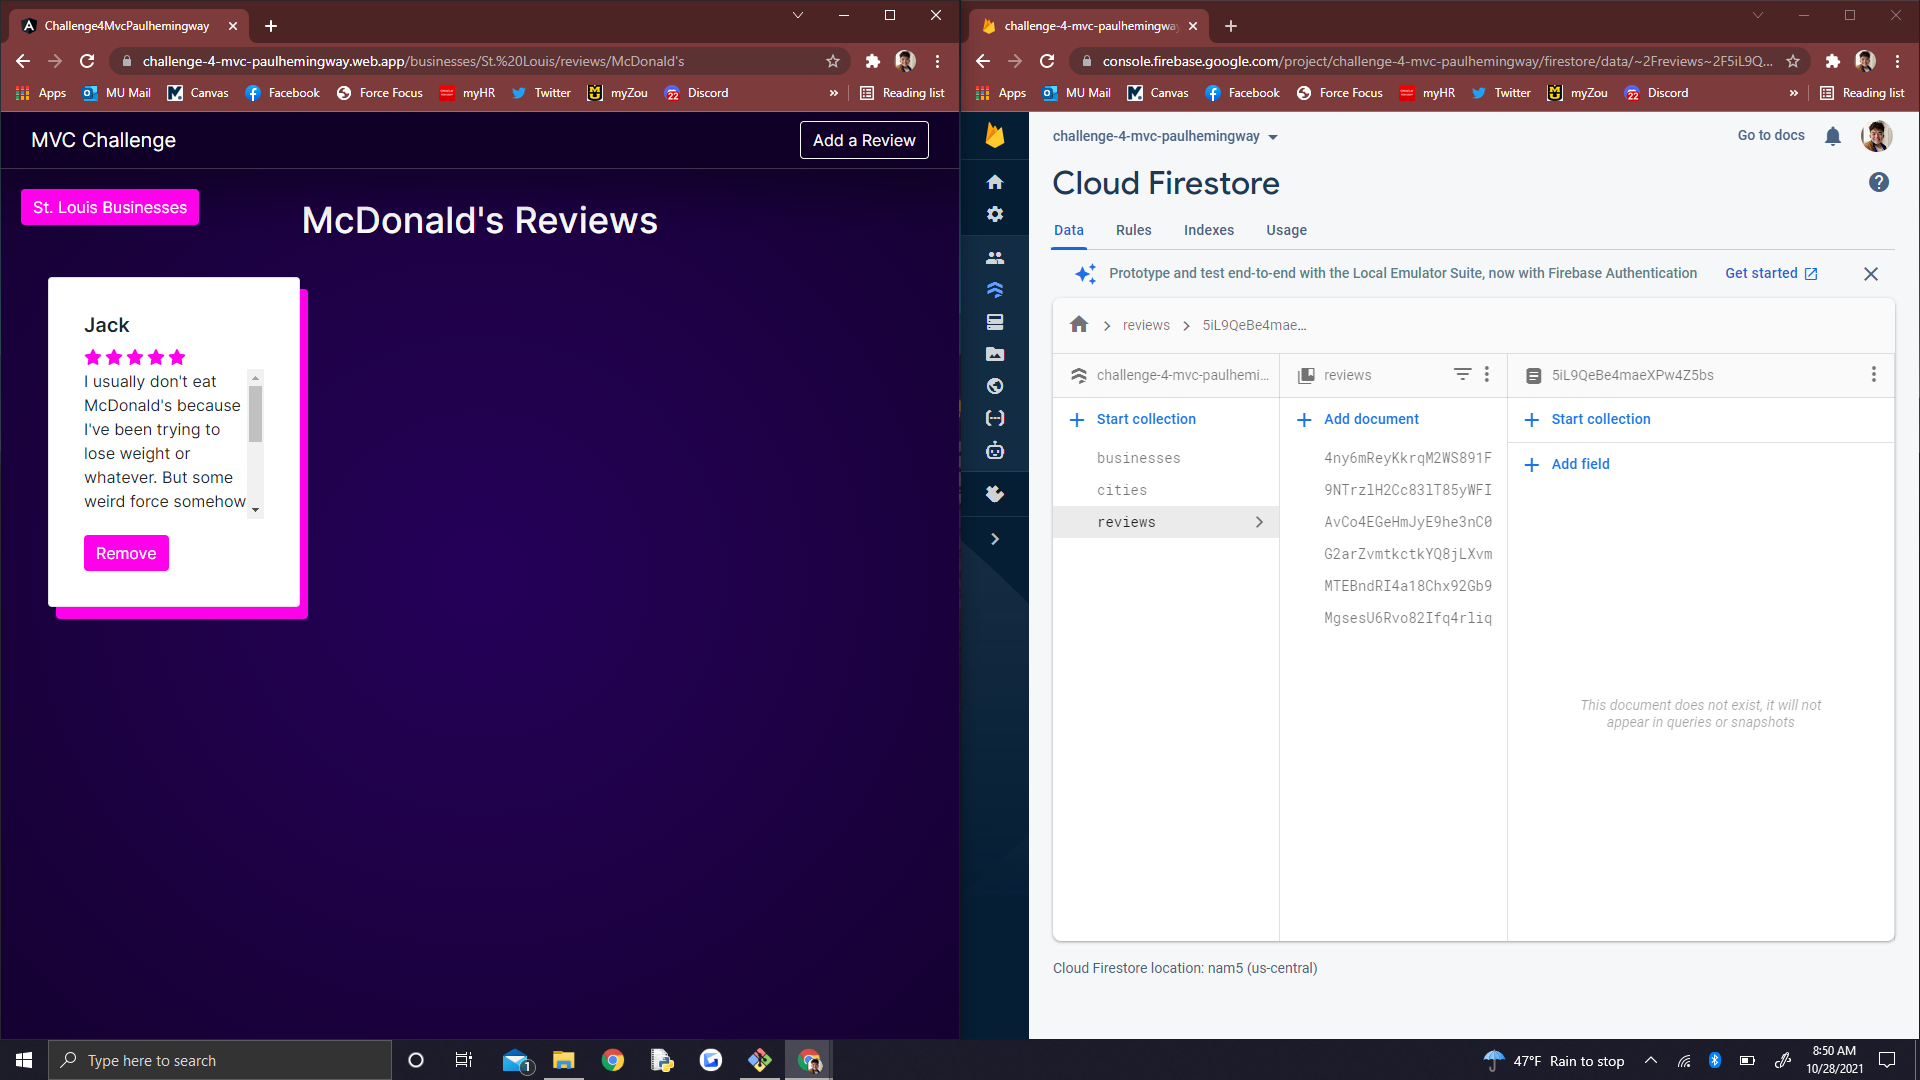 Challenge4MvcPaulhemingway
challenge-4-mvc-paulhemingway.web.app/businesses/St.%20Louis/reviews/McDonald's
Apps MU Mail Canvas Facebook Force Focus myHR Twitter myZou Discord » Reading list
MVC Challenge
Add a Review
St. Louis Businesses
McDonald's Reviews
Jack
I usually don't eat
McDonald's because
I've been trying to
lose weight or
whatever. But some
weird force somehow
Remove
challenge-4-mvc-paulhemingway
console.firebase.google.com/project/challenge-4-mvc-paulhemingway/firestore/data/~2Freviews~2F5iL9Q...
Apps MU Mail Canvas Facebook Force Focus myHR Twitter myZou Discord » Reading list
challenge-4-mvc-paulhemingway
Go to docs
Cloud Firestore
Data Rules Indexes Usage
Prototype and test end-to-end with the Local Emulator Suite, now with Firebase Authentication Get started
reviews 5iL9QeBe4mae...
challenge-4-mvc-paulhemi...
Start collection
businesses
cities
reviews
reviews
Add document
4ny6mReyKkrqM2WS891F
9NTrzlH2Cc83lT85yWFI
AvCo4EGeHmJyE9he3nC0
G2arZvmtkctkYQ8jLXvm
MTEBndRI4a18Chx92Gb9
MgsesU6Rvo82Ifq4rliq
5iL9QeBe4maeXPw4Z5bs
Start collection
Add field
This document does not exist, it will not
appear in queries or snapshots
Cloud Firestore location: nam5 (us-central)
Type here to search
1
47°F Rain to stop
8:50 AM
10/28/2021